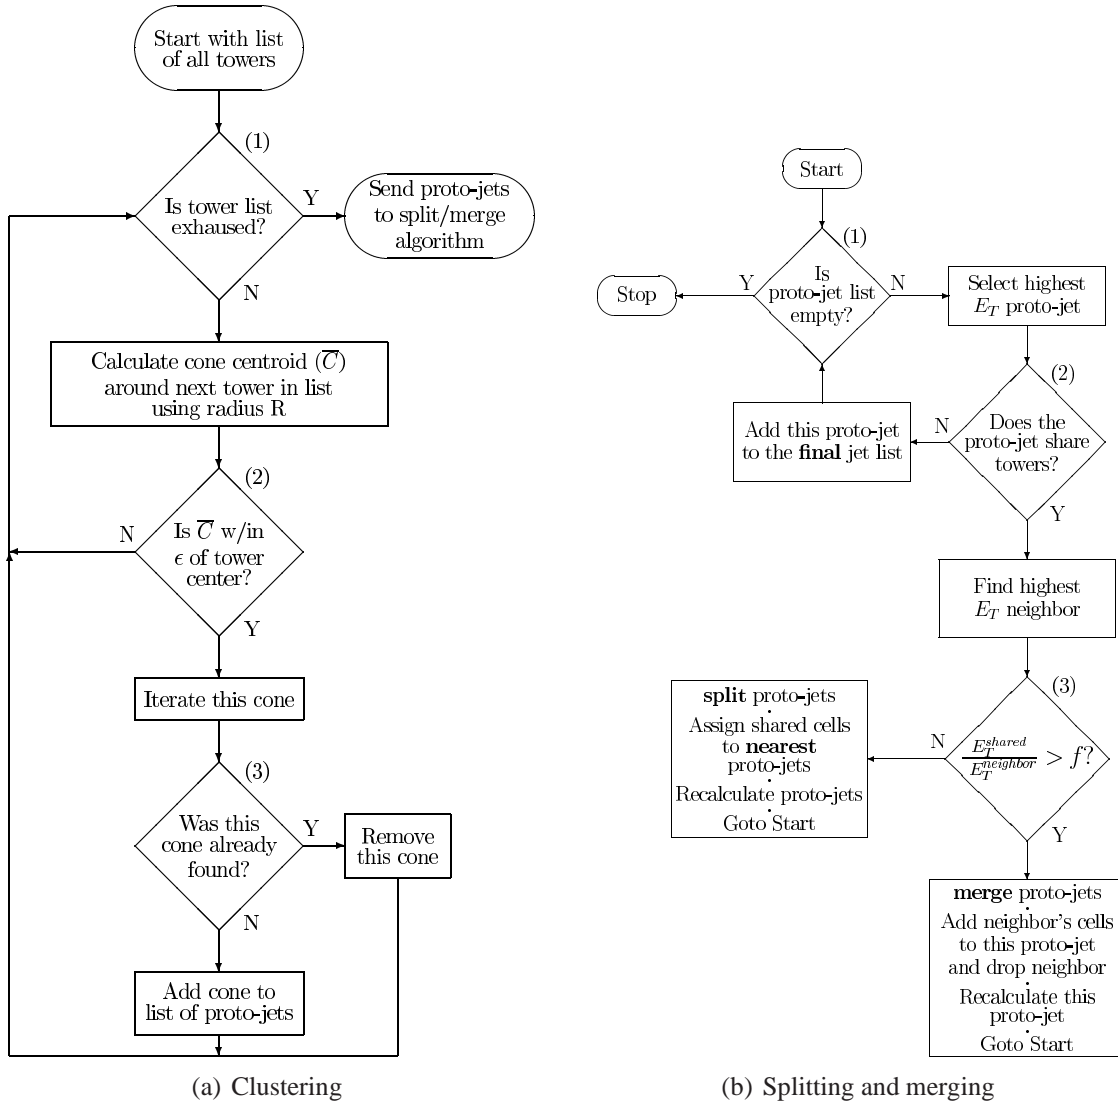 Start with list
of all towers
(1)
Is tower list
exhaused?
Y
Send proto-jets
to split/merge
algorithm
N
Calculate cone centroid (C̅)
around next tower in list
using radius R
(2)
N
Is C̅ w/in
ϵ of tower
center?
Y
Iterate this cone
(3)
Was this
cone already
found?
Y
Remove
this cone
N
Add cone to
list of proto-jets
(a) Clustering
Start
(1)
Is
proto-jet list
empty?
Y
Stop
N
Select highest
E_T proto-jet
(2)
Does the
proto-jet share
towers?
N
Add this proto-jet
to the final jet list
Y
Find highest
E_T neighbor
(3)
E_T^{shared}/E_T^{neighbor} > f?
N
split proto-jets
Assign shared cells
to nearest
proto-jets
Recalculate proto-jets
Goto Start
Y
merge proto-jets
Add neighbor's cells
to this proto-jet
and drop neighbor
Recalculate this
proto-jet
Goto Start
(b) Splitting and merging